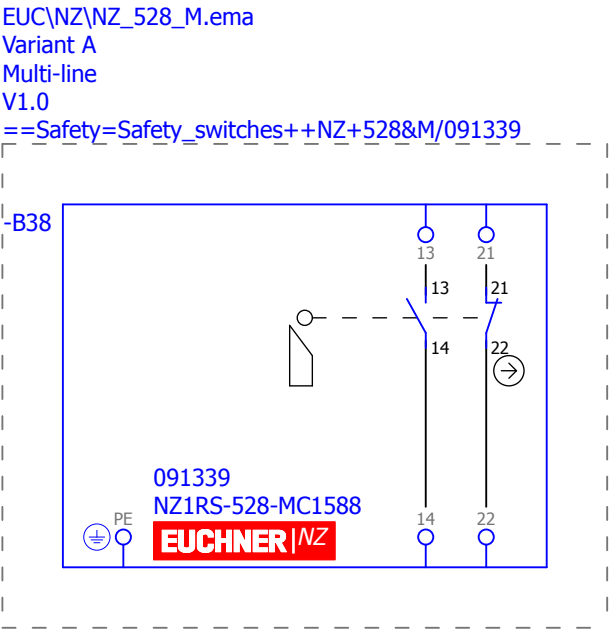 EUC\NZ\NZ_528_M.ema
Variant A
Multi-line
V1.0
==Safety=Safety_switches++NZ+528&M/091339
-B38
13 21
13 21
14 22
091339
NZ1RS-528-MC1588
PE 14 22
EUCHNER|NZ